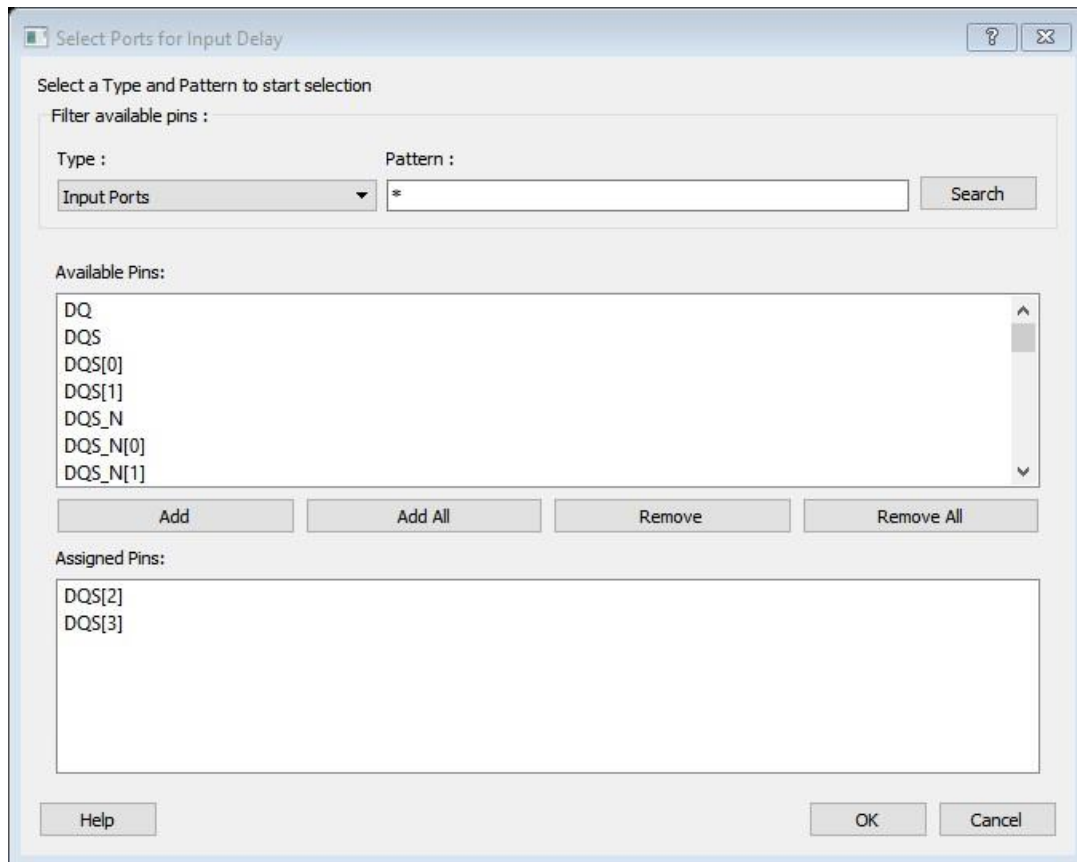 Select Ports for Input Delay
Select a Type and Pattern to start selection
Filter available pins :
Type : Pattern :
Input Ports * Search
Available Pins:
DQ
DQS
DQS[0]
DQS[1]
DQS_N
DQS_N[0]
DQS_N[1]
Add Add All Remove Remove All
Assigned Pins:
DQS[2]
DQS[3]
Help OK Cancel